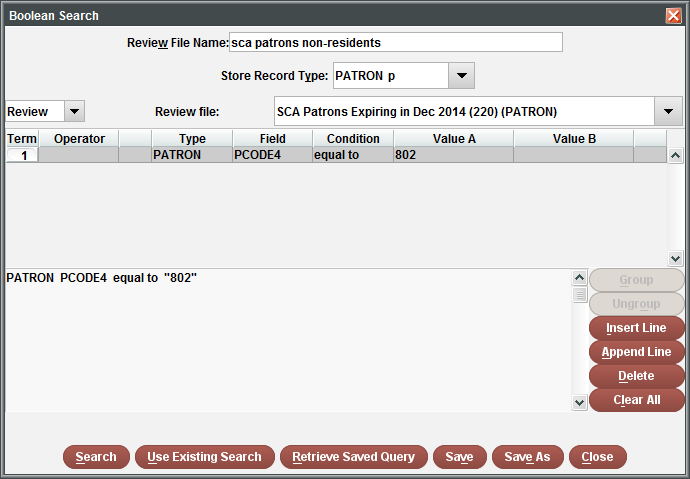 Boolean Search
Review File Name: sca patrons non-residents
Store Record Type: PATRON p
Review Review file: SCA Patrons Expiring in Dec 2014 (220) (PATRON)
Term Operator Type Field Condition Value A Value B
1 PATRON PCODE4 equal to 802
PATRON PCODE4 equal to "802"
Group
Ungroup
Insert Line
Append Line
Delete
Clear All
Search Use Existing Search Retrieve Saved Query Save Save As Close